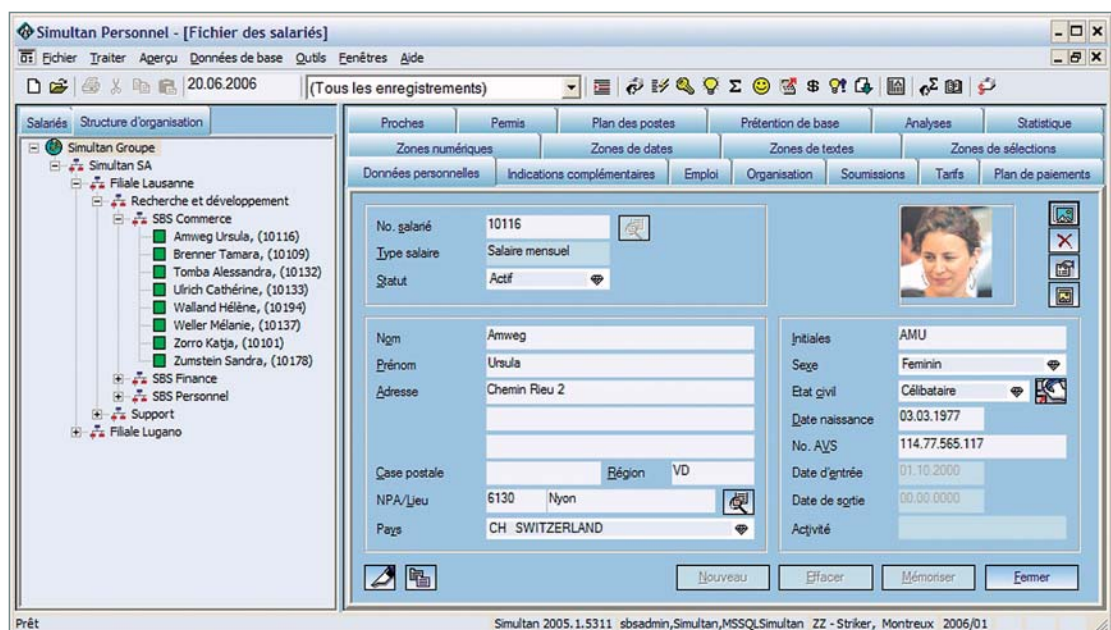 Simultan Personnel - [Fichier des salariés]
Fichier Traiter Aperçu Données de base Outils Fenêtres Aide
20.06.2006 (Tous les enregistrements)
Salariés Structure d'organisation
Simultan Groupe
Simultan SA
Filiale Lausanne
Recherche et développement
SBS Commerce
Amweg Ursula, (10116)
Brenner Tamara, (10109)
Tomba Alessandra, (10132)
Ulrich Cathérine, (10133)
Walland Hélène, (10194)
Weller Mélanie, (10137)
Zorro Katja, (10101)
Zumstein Sandra, (10178)
SBS Finance
SBS Personnel
Support
Filiale Lugano
Proches Permis Plan des postes Prétention de base Analyses Statistique
Zones numériques Zones de dates Zones de textes Zones de sélections
Données personnelles Indications complémentaires Emploi Organisation Soumissions Tarifs Plan de paiements
No. salarié 10116
Type salaire Salaire mensuel
Statut Actif
Nom Amweg
Prénom Ursula
Adresse Chemin Rieu 2
Case postale Région VD
NPA/Lieu 6130 Nyon
Pays CH SWITZERLAND
Initiales AMU
Sexe Feminin
Etat civil Célibataire
Date naissance 03.03.1977
No. AVS 114.77.565.117
Date d'entrée 01.10.2000
Date de sortie 00.00.0000
Activité
Nouveau Effacer Mémoriser Fermer
Prêt Simultan 2005.1.5311 sbsadmin,Simultan,MSSQLSimultan ZZ - Striker, Montreux 2006/01